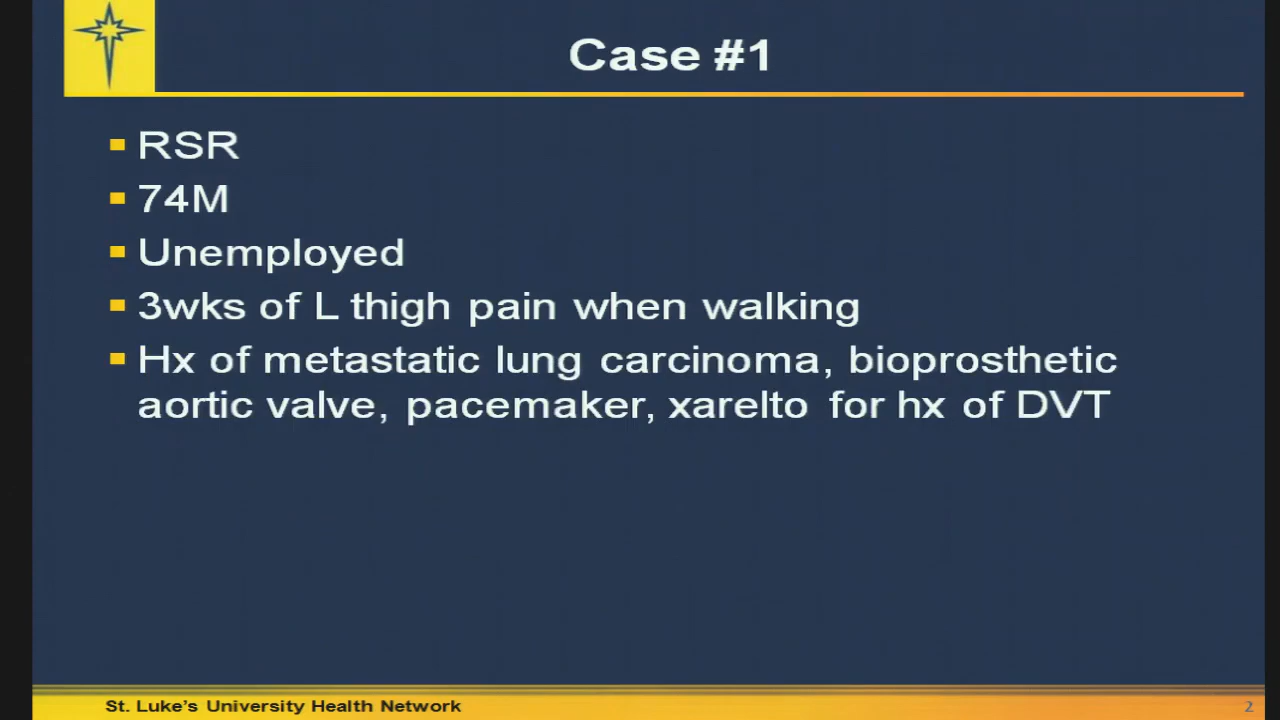 Case #1
RSR
74M
Unemployed
3wks of L thigh pain when walking
Hx of metastatic lung carcinoma, bioprosthetic
aortic valve, pacemaker, xarelto for hx of DVT
St. Luke's University Health Network
2